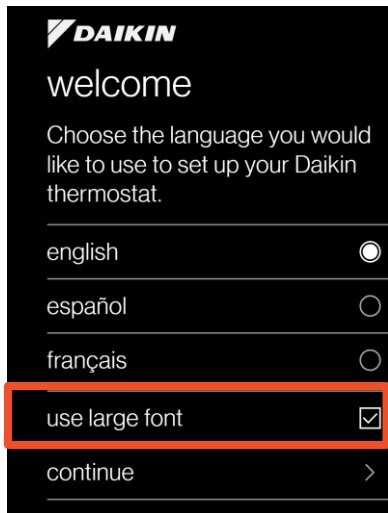 DAIKIN
welcome
Choose the language you would
like to use to set up your Daikin
thermostat.
english
español
français
use large font
continue